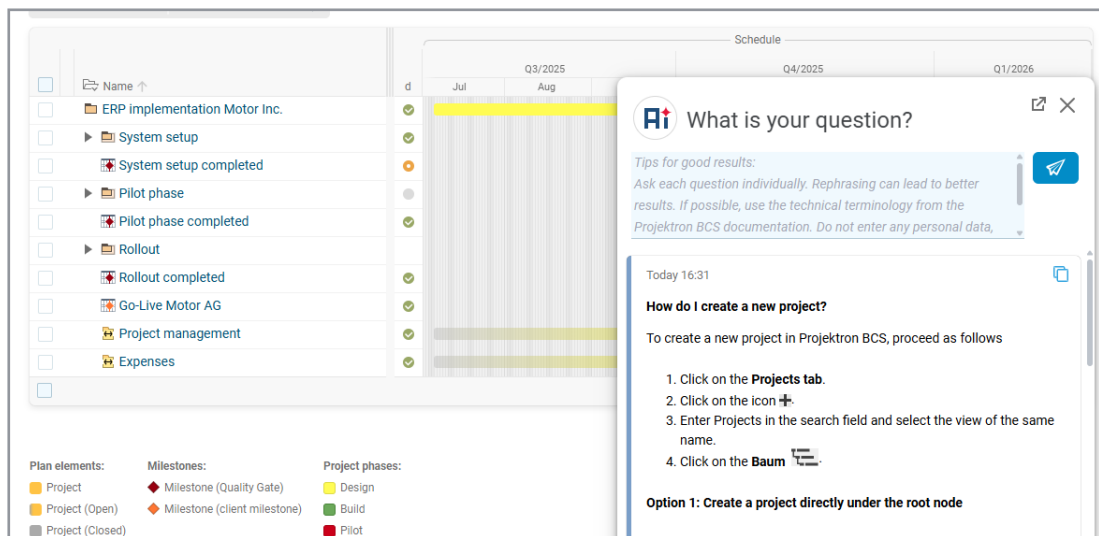 Schedule
Q3/2025
Q4/2025
Q1/2026
Name
d
Jul
Aug
ERP implementation Motor Inc.
System setup
System setup completed
Pilot phase
Pilot phase completed
Rollout
Rollout completed
Go-Live Motor AG
Project management
Expenses
Plan elements:
Project
Project (Open)
Project (Closed)
Milestones:
Milestone (Quality Gate)
Milestone (client milestone)
Project phases:
Design
Build
Pilot
Ai
What is your question?
Tips for good results:
Ask each question individually. Rephrasing can lead to better
results. If possible, use the technical terminology from the
Projektron BCS documentation. Do not enter any personal data,
Today 16:31
How do I create a new project?
To create a new project in Projektron BCS, proceed as follows
1. Click on the Projects tab.
2. Click on the icon +.
3. Enter Projects in the search field and select the view of the same
name.
4. Click on the Baum .
Option 1: Create a project directly under the root node